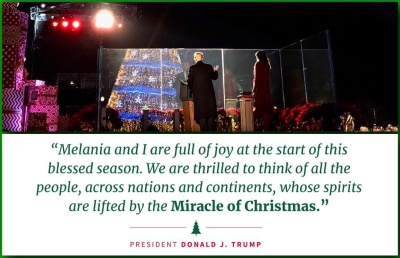 “Melania and I are full of joy at the start of this
blessed season. We are thrilled to think of all the
people, across nations and continents, whose spirits
are lifted by the Miracle of Christmas.”
PRESIDENT DONALD J. TRUMP